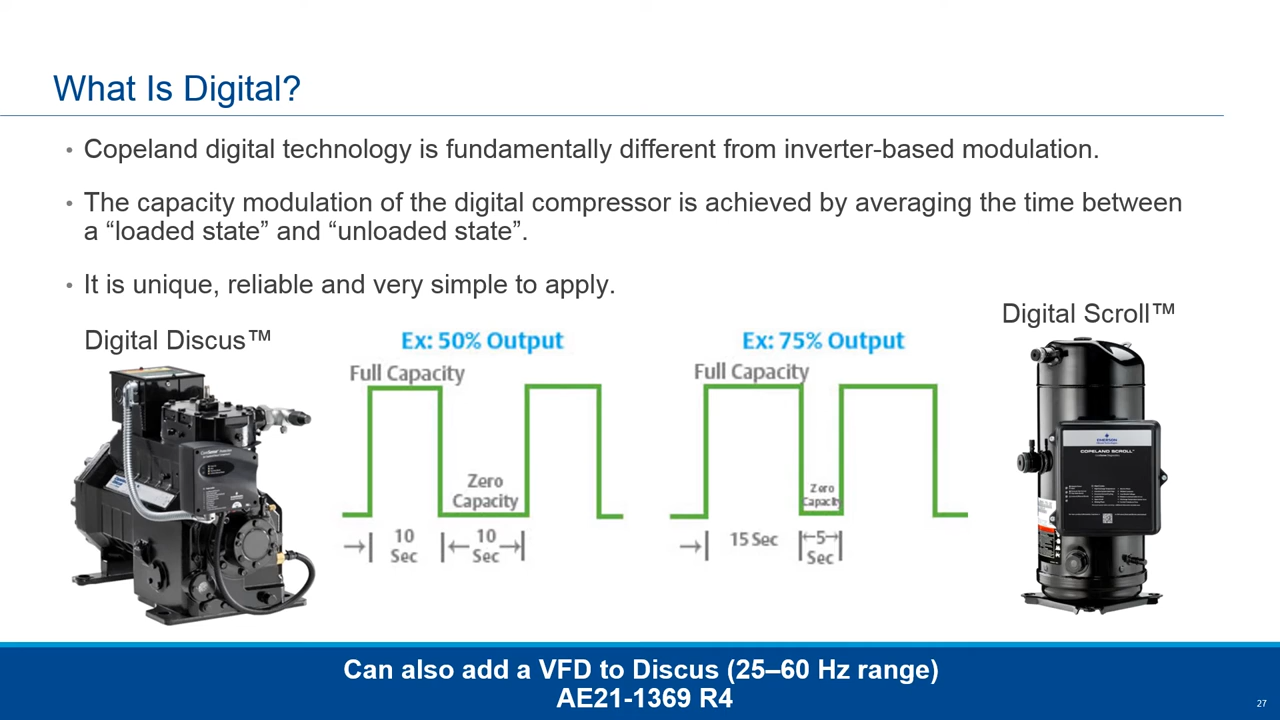 What Is Digital?
• Copeland digital technology is fundamentally different from inverter-based modulation.
• The capacity modulation of the digital compressor is achieved by averaging the time between
a “loaded state” and “unloaded state”.
• It is unique, reliable and very simple to apply.
Digital Discus™
Ex: 50% Output
Full Capacity
Zero
Capacity
10
Sec
10
Sec
Ex: 75% Output
Full Capacity
Zero
Capacity
15 Sec
5
Sec
Digital Scroll™
EMERSON
COPELAND SCROLL™
Can also add a VFD to Discus (25–60 Hz range)
AE21-1369 R4
27